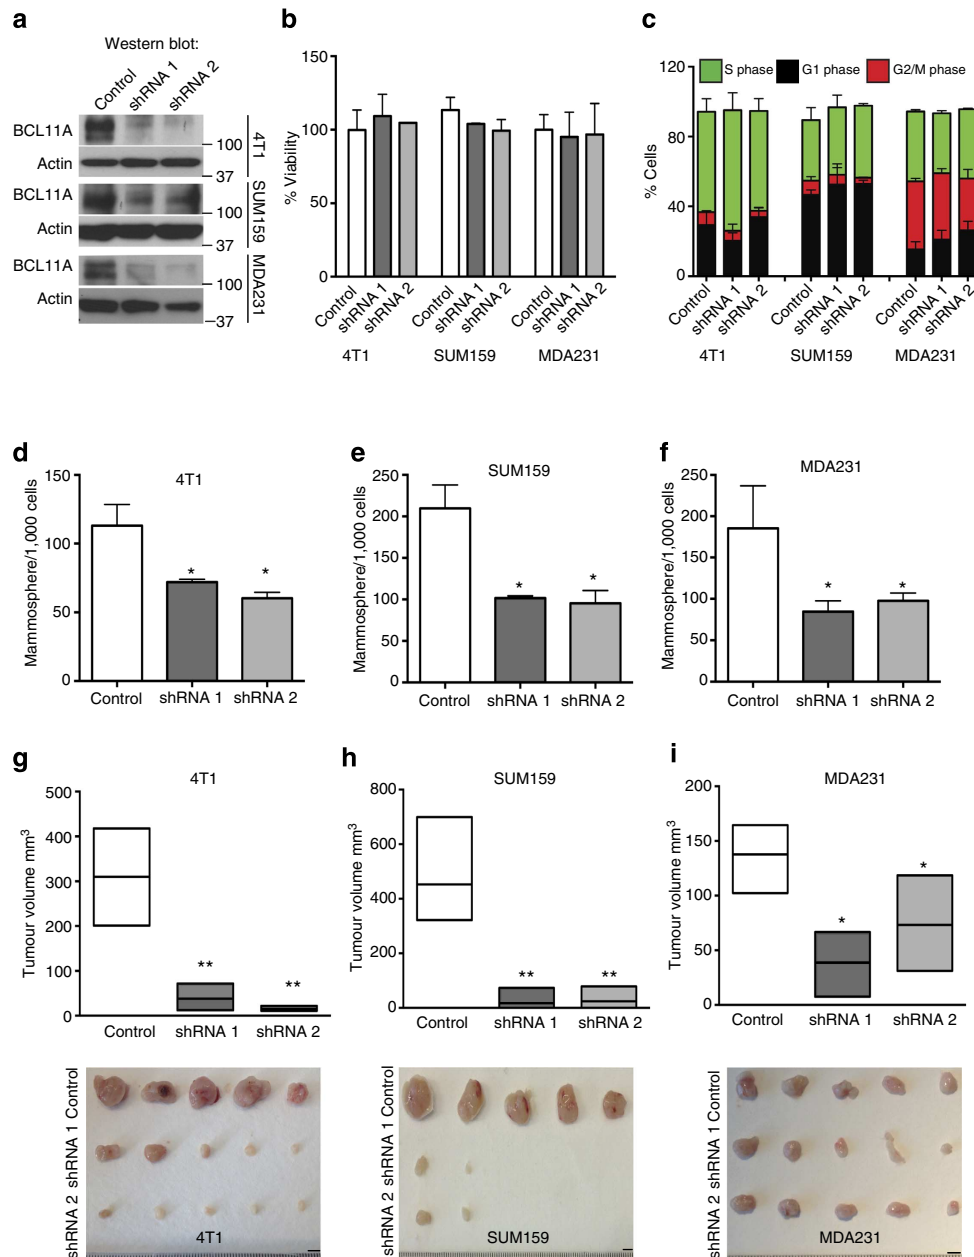 a
Western blot:
Control
shRNA 1
shRNA 2
BCL11A
100
Actin
37
4T1
BCL11A
100
Actin
37
SUM159
BCL11A
100
Actin
37
MDA231
b
% Viability
150
100
50
0
Control
shRNA 1
shRNA 2
Control
shRNA 1
shRNA 2
Control
shRNA 1
shRNA 2
4T1
SUM159
MDA231
c
S phase
G1 phase
G2/M phase
% Cells
120
80
40
0
Control
shRNA 1
shRNA 2
Control
shRNA 1
shRNA 2
Control
shRNA 1
shRNA 2
4T1
SUM159
MDA231
d
4T1
Mammosphere/1,000 cells
150
100
50
0
*
*
Control
shRNA 1
shRNA 2
e
SUM159
Mammosphere/1,000 cells
250
200
150
100
50
0
*
*
Control
shRNA 1
shRNA 2
f
MDA231
Mammosphere/1,000 cells
250
200
150
100
50
0
*
*
Control
shRNA 1
shRNA 2
g
4T1
Tumour volume mm³
500
400
300
200
100
0
**
**
Control
shRNA 1
shRNA 2
shRNA 2 shRNA 1 Control
4T1
h
SUM159
Tumour volume mm³
800
600
400
200
0
**
**
Control
shRNA 1
shRNA 2
shRNA 2 shRNA 1 Control
SUM159
i
MDA231
Tumour volume mm³
200
150
100
50
0
*
*
Control
shRNA 1
shRNA 2
shRNA 2 shRNA 1 Control
MDA231